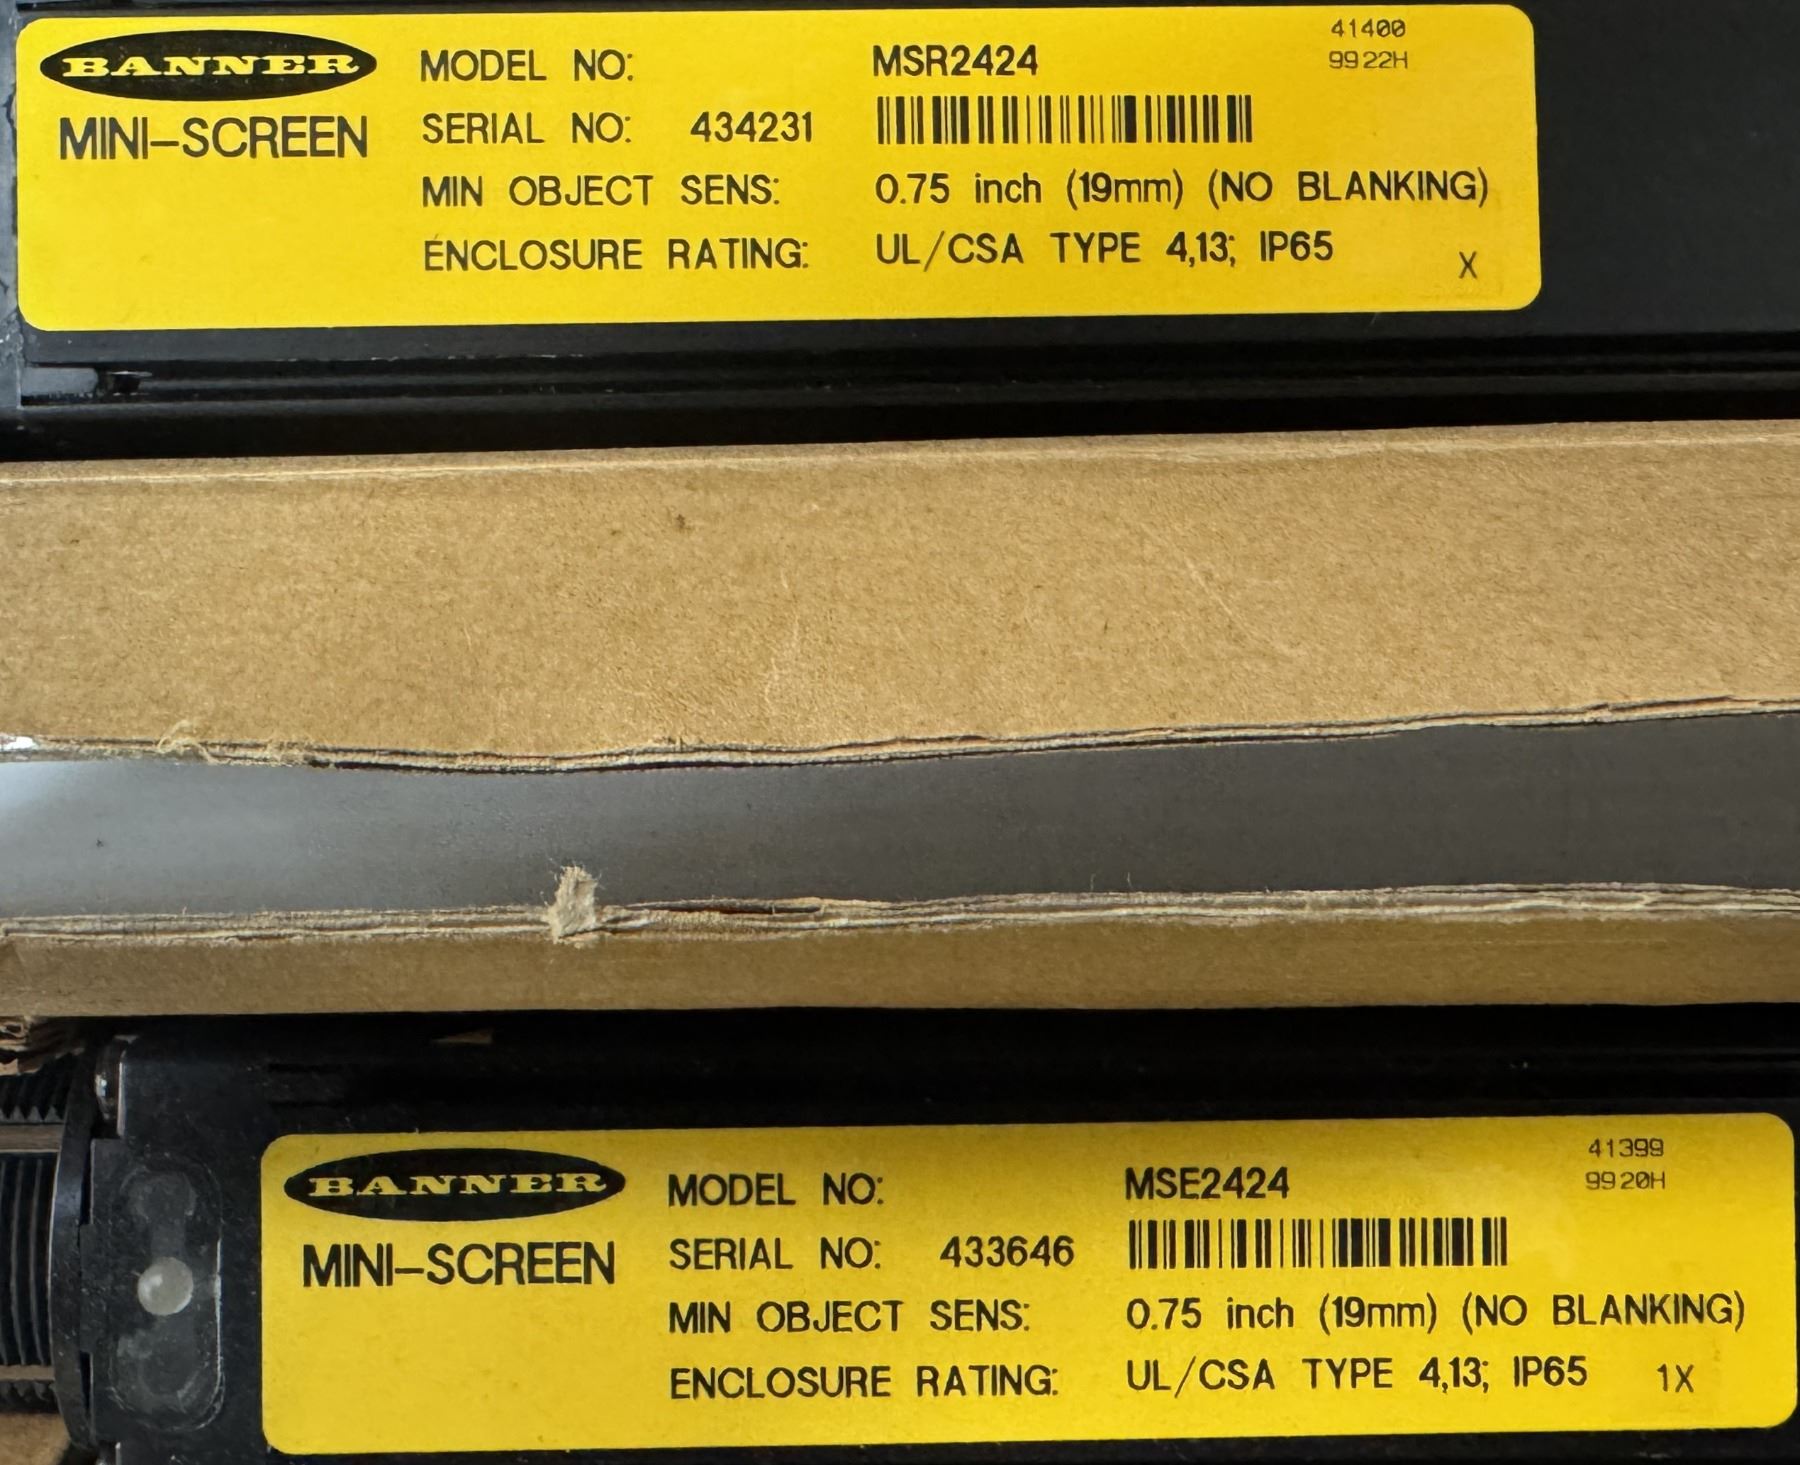 BANNER
MINI-SCREEN
MODEL NO: MSR2424
SERIAL NO: 434231
MIN OBJECT SENS: 0.75 inch (19mm) (NO BLANKING)
ENCLOSURE RATING: UL/CSA TYPE 4,13; IP65
41400
9922H
X
BANNER
MINI-SCREEN
MODEL NO: MSE2424
SERIAL NO: 433646
MIN OBJECT SENS: 0.75 inch (19mm) (NO BLANKING)
ENCLOSURE RATING: UL/CSA TYPE 4,13; IP65
41399
9920H
1X